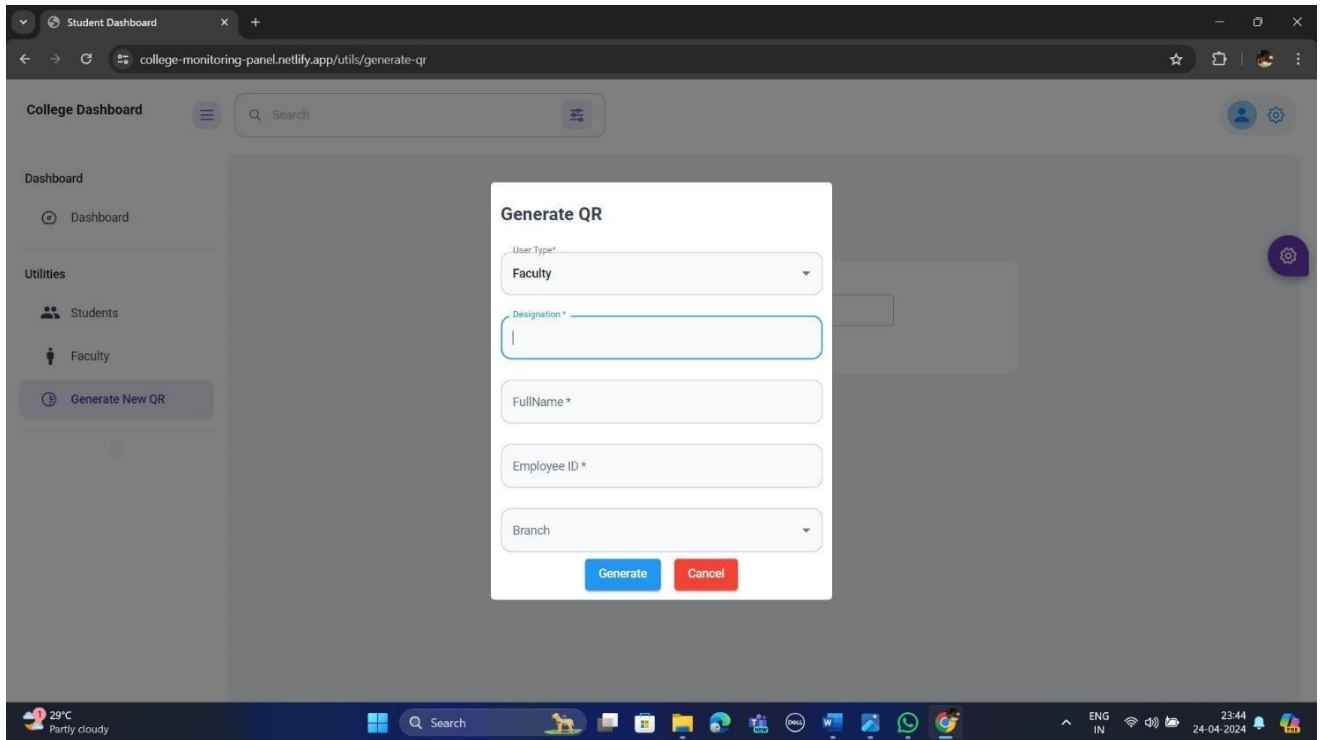 Student Dashboard
college-monitoring-panel.netlify.app/utils/generate-qr
College Dashboard
Search
Dashboard
Dashboard
Utilities
Students
Faculty
Generate New QR
Generate QR
User Type*
Faculty
Designation *
FullName *
Employee ID *
Branch
Generate
Cancel
1
29°C
Partly cloudy
Search
DELL
ENG
IN
23:44
24-04-2024